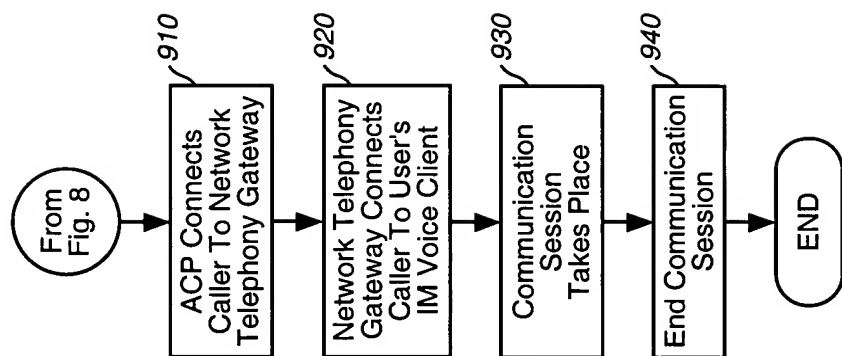 From
Fig. 8
910
ACP Connects
Caller To Network
Telephony Gateway
920
Network Telephony
Gateway Connects
Caller To User's
IM Voice Client
930
Communication
Session
Takes Place
940
End Communication
Session
END